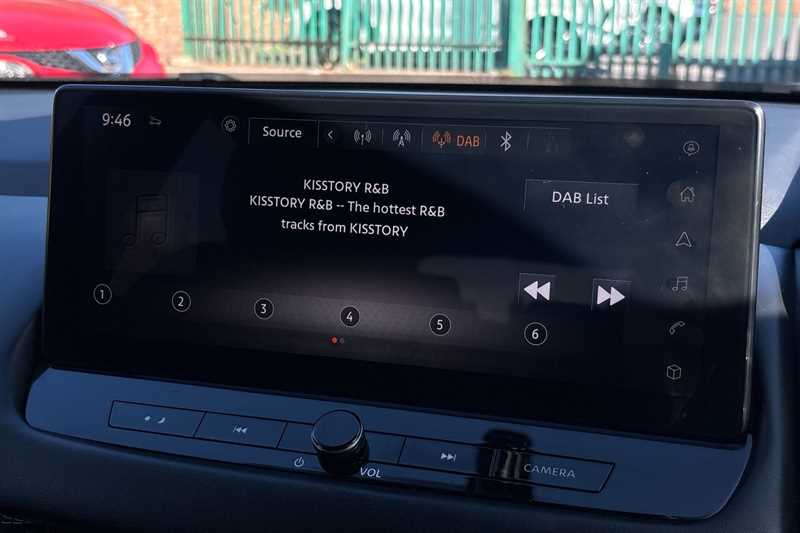 9:46
Source
DAB
KISSTORY R&B
KISSTORY R&B -- The hottest R&B
tracks from KISSTORY
DAB List
1
2
3
4
5
6
VOL
CAMERA